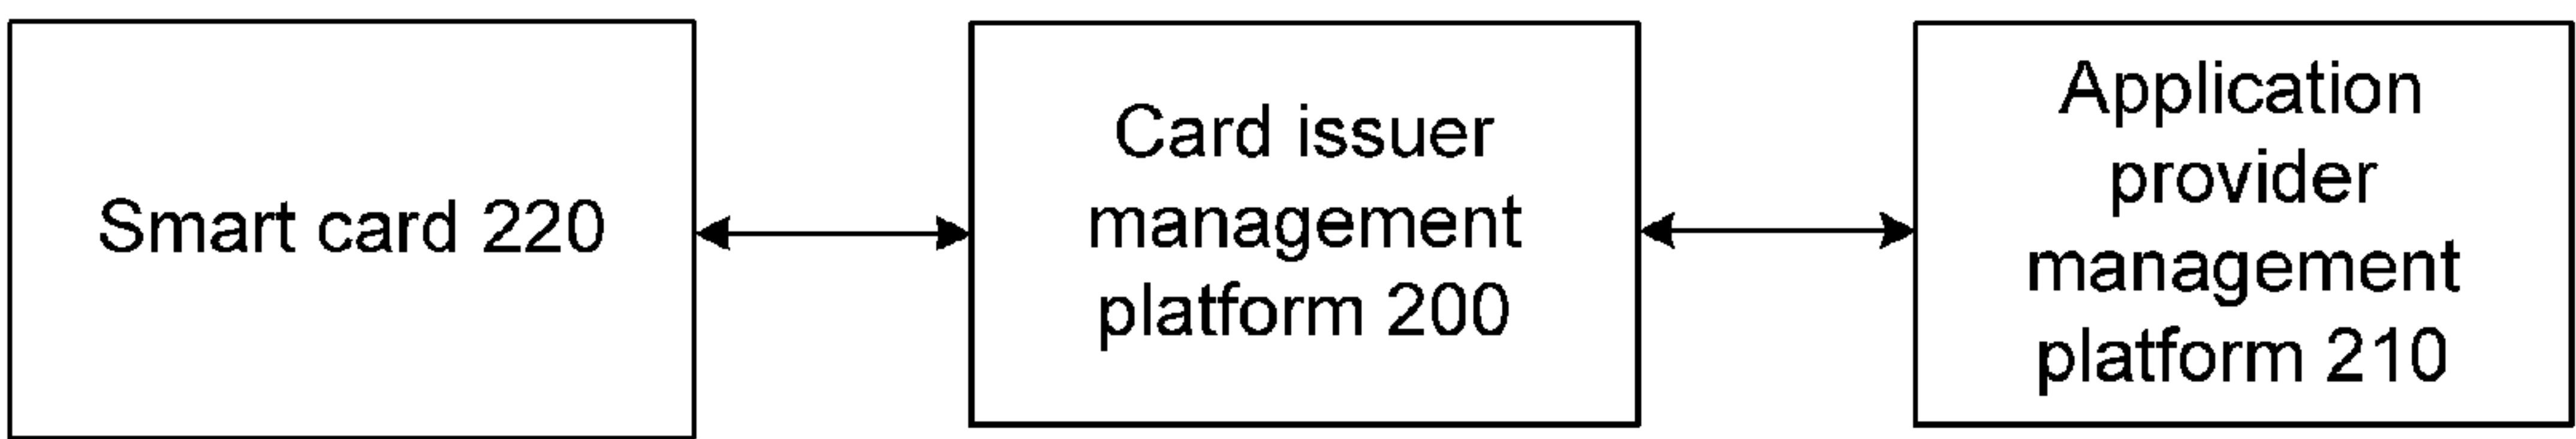 Smart card 220
Card issuer
management
platform 200
Application
provider
management
platform 210